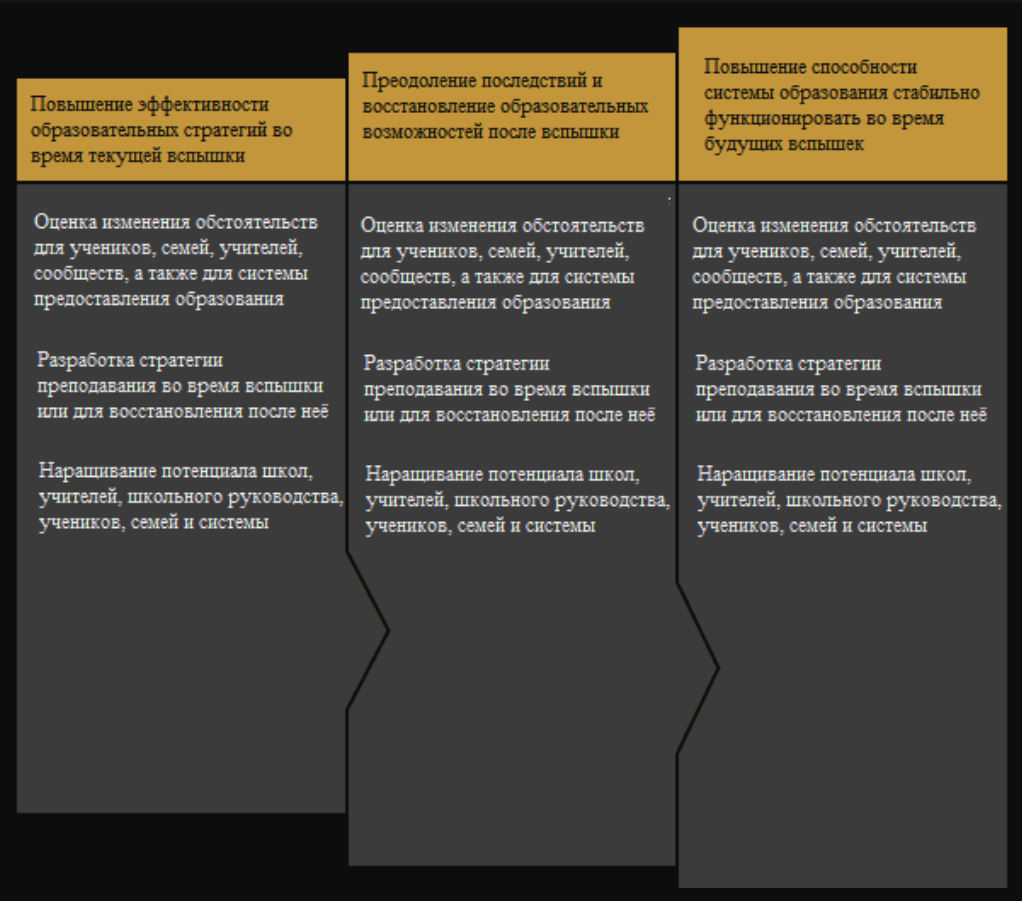 Повышение эффективности
образовательных стратегий во
время текущей вспышки
Оценка изменения обстоятельств
для учеников, семей, учителей,
сообществ, а также для системы
предоставления образования
Разработка стратегии
преподавания во время вспышки
или для восстановления после неё
Наращивание потенциала школ,
учителей, школьного руководства,
учеников, семей и системы
Преодоление последствий и
восстановление образовательных
возможностей после вспышки
:
Оценка изменения обстоятельств
для учеников, семей, учителей,
сообществ, а также для системы
предоставления образования
Разработка стратегии
преподавания во время вспышки
или для восстановления после неё
Наращивание потенциала школ,
учителей, школьного руководства,
учеников, семей и системы
Повышение способности
системы образования стабильно
функционировать во время
будущих вспышек
Оценка изменения обстоятельств
для учеников, семей, учителей,
сообществ, а также для системы
предоставления образования
Разработка стратегии
преподавания во время вспышки
или для восстановления после неё
Наращивание потенциала школ,
учителей, школьного руководства,
учеников, семей и системы